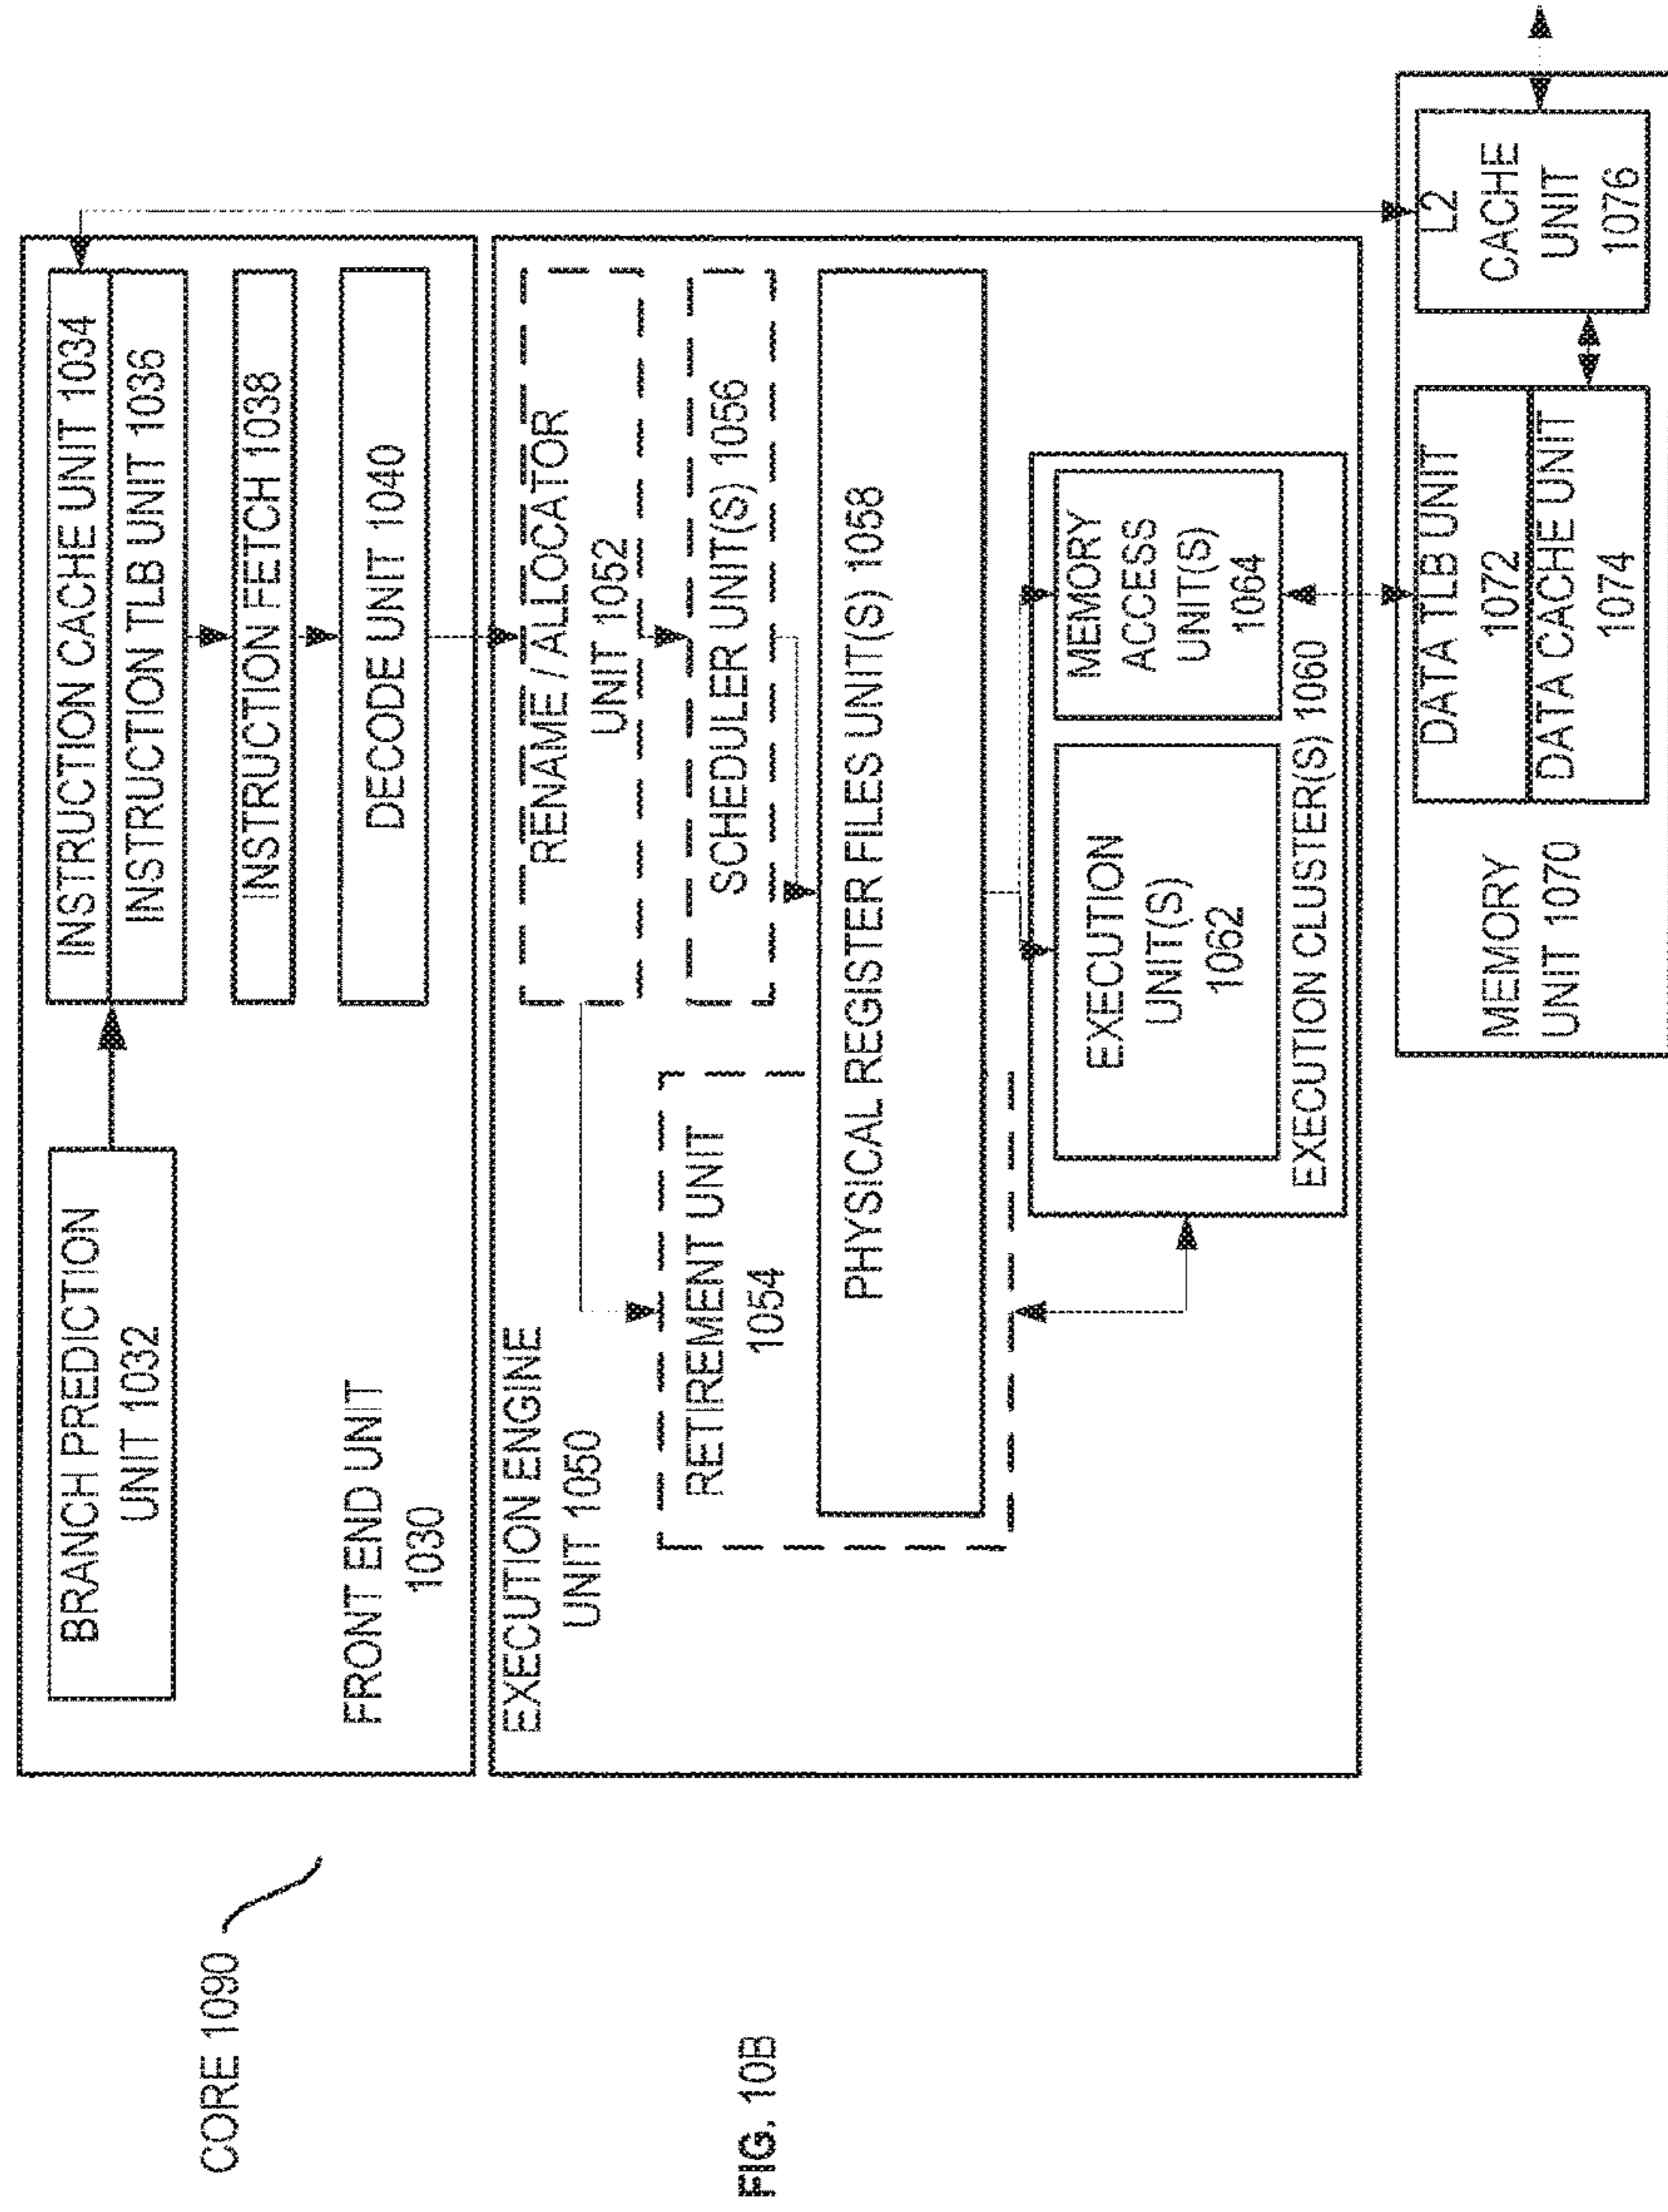 CORE 1090
BRANCH PREDICTION
UNIT 1032
INSTRUCTION CACHE UNIT 1034
INSTRUCTION TLB UNIT 1036
INSTRUCTION FETCH 1038
DECODE UNIT 1040
FRONT END UNIT
1030
EXECUTION ENGINE
UNIT 1050
RENAME / ALLOCATOR
UNIT 1052
SCHEDULER UNIT(S) 1056
RETIREMENT UNIT
1054
PHYSICAL REGISTER FILES UNIT(S) 1058
EXECUTION
UNIT(S)
1062
MEMORY
ACCESS
UNIT(S)
1064
EXECUTION CLUSTER(S) 1060
MEMORY
UNIT 1070
DATA TLB UNIT
1072
DATA CACHE UNIT
1074
L2
CACHE
UNIT
1076
FIG. 10B